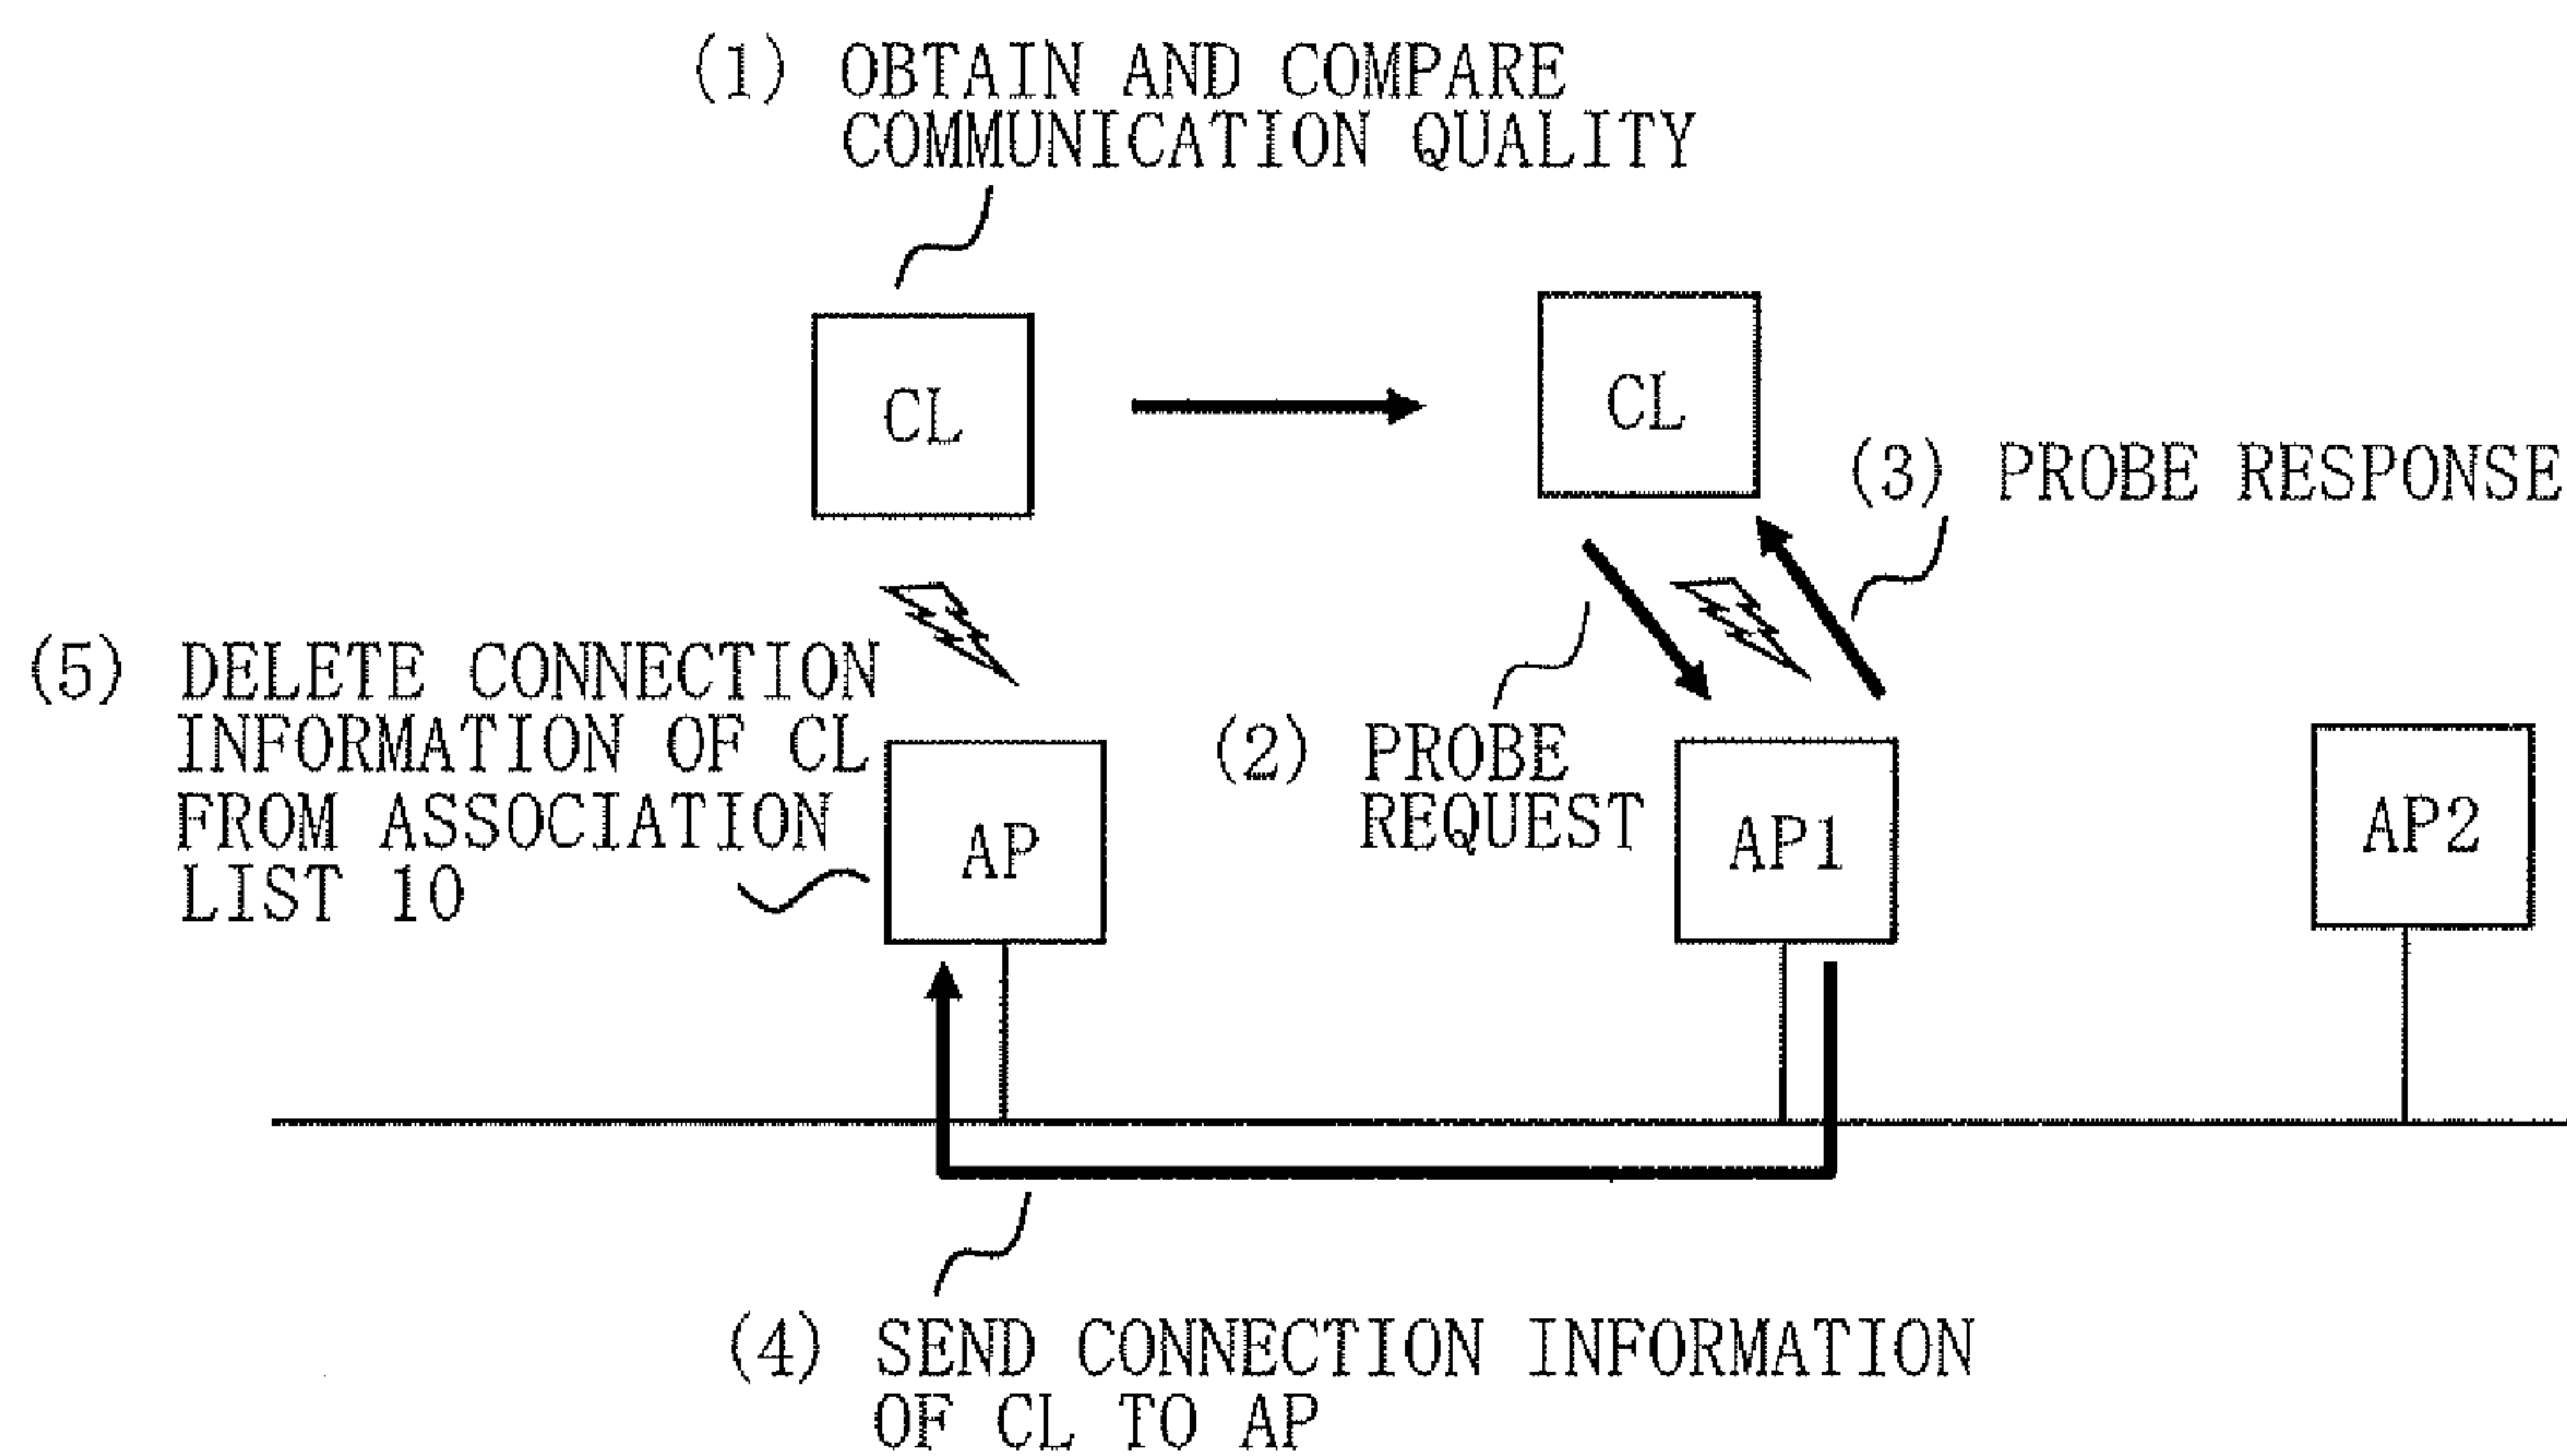 (1) OBTAIN AND COMPARE
COMMUNICATION QUALITY
CL
CL
(3) PROBE RESPONSE
(5) DELETE CONNECTION
INFORMATION OF CL
FROM ASSOCIATION
LIST 10
(2) PROBE
REQUEST
AP
AP1
AP2
(4) SEND CONNECTION INFORMATION
OF CL TO AP